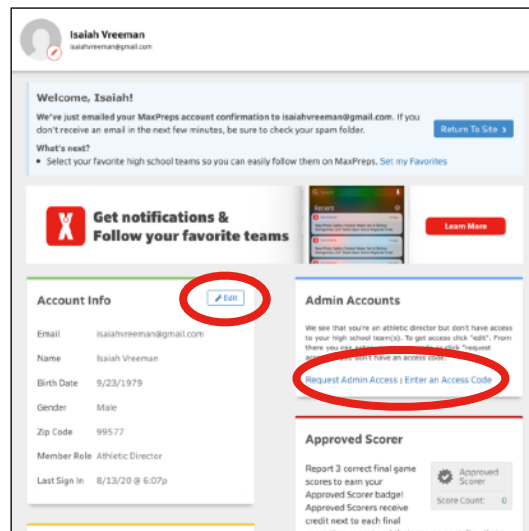 Isaiah Vreeman
isaiahvreeman@gmail.com
Welcome, Isaiah!
We've just emailed your MaxPreps account confirmation to isaiahvreeman@gmail.com. If you
don't receive an email in the next few minutes, be sure to check your spam folder.
Return To Site >
What's next?
• Select your favorite high school teams so you can easily follow them on MaxPreps. Set my Favorites
Get notifications &
Follow your favorite teams
Search
Recent
Learn More
Account Info
Edit
Email isaiahvreeman@gmail.com
Name Isaiah Vreeman
Birth Date 9/23/1979
Gender Male
Zip Code 99577
Member Role Athletic Director
Last Sign In 8/13/20 @ 6:07p
Admin Accounts
We see that you're an athletic director but don't have access
to your high school team(s). To get access click "edit". From
there you can or click "request
don't have an access code.
Request Admin Access | Enter an Access Code
Approved Scorer
Report 3 correct final game
scores to earn your
Approved Scorer badge!
Approved Scorers receive
credit next to each final
Approved
Scorer
Score Count: 0